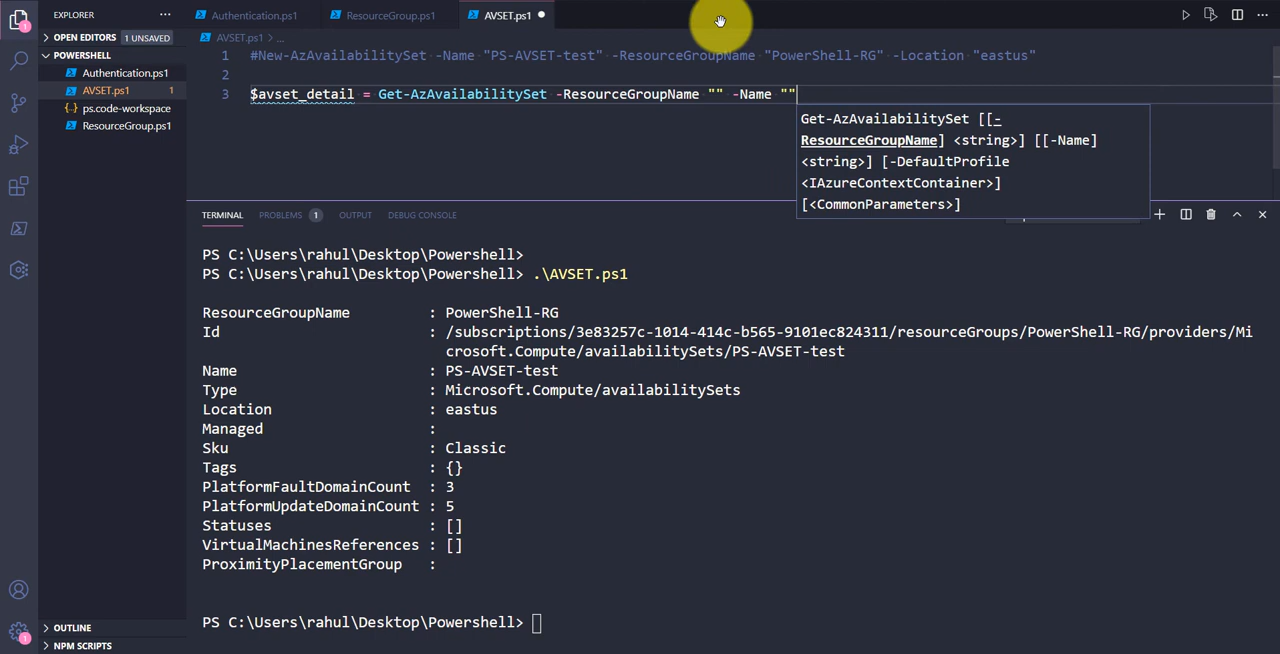 EXPLORER
...
Authentication.ps1
ResourceGroup.ps1
AVSET.ps1
OPEN EDITORS 1 UNSAVED
POWERSHELL
Authentication.ps1
AVSET.ps1 1
ps.code-workspace
ResourceGroup.ps1
OUTLINE
NPM SCRIPTS
1
1
AVSET.ps1 > ...
1 #New-AzAvailabilitySet -Name "PS-AVSET-test" -ResourceGroupName "PowerShell-RG" -Location "eastus"
2
3 $avset_detail = Get-AzAvailabilitySet -ResourceGroupName "" -Name ""
Get-AzAvailabilitySet [[-
ResourceGroupName] <string>] [[-Name]
<string>] [-DefaultProfile
<IAzureContextContainer>]
[<CommonParameters>]
TERMINAL PROBLEMS 1 OUTPUT DEBUG CONSOLE
PS C:\Users\rahul\Desktop\Powershell>
PS C:\Users\rahul\Desktop\Powershell> .\AVSET.ps1
ResourceGroupName : PowerShell-RG
Id : /subscriptions/3e83257c-1014-414c-b565-9101ec824311/resourceGroups/PowerShell-RG/providers/Mi
crosoft.Compute/availabilitySets/PS-AVSET-test
Name : PS-AVSET-test
Type : Microsoft.Compute/availabilitySets
Location : eastus
Managed :
Sku : Classic
Tags : {}
PlatformFaultDomainCount : 3
PlatformUpdateDomainCount : 5
Statuses : []
VirtualMachinesReferences : []
ProximityPlacementGroup :
PS C:\Users\rahul\Desktop\Powershell>